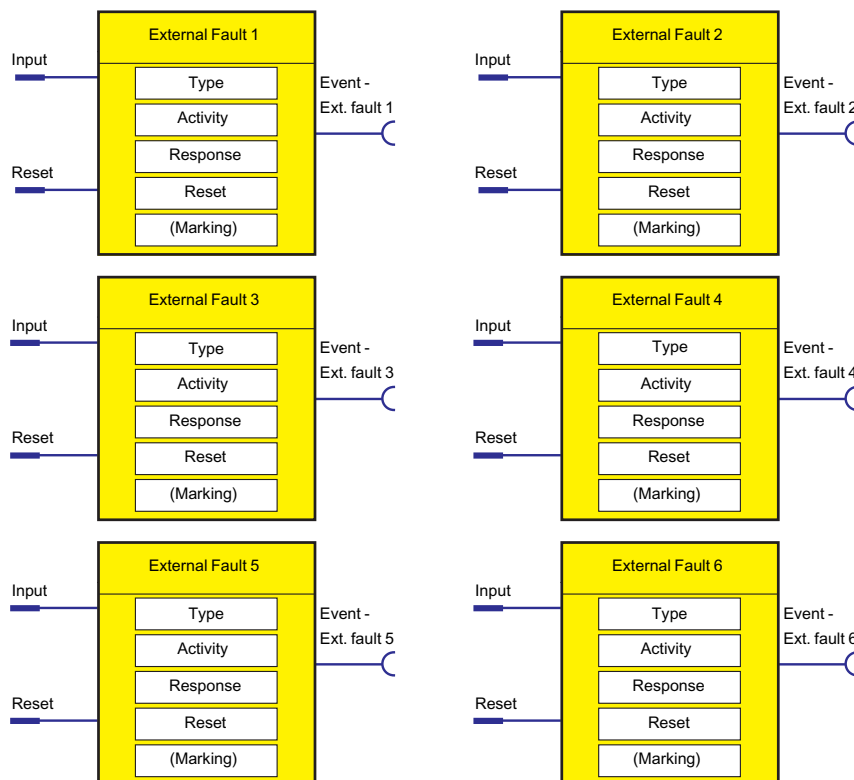 External Fault 1
Input
Type
Event -
Activity
Ext. fault 1
Response
Reset
Reset
(Marking)
External Fault 2
Input
Type
Event -
Activity
Ext. fault 2
Response
Reset
Reset
(Marking)
External Fault 3
Input
Type
Event -
Activity
Ext. fault 3
Response
Reset
Reset
(Marking)
External Fault 4
Input
Type
Event -
Activity
Ext. fault 4
Response
Reset
Reset
(Marking)
External Fault 5
Input
Type
Event -
Activity
Ext. fault 5
Response
Reset
Reset
(Marking)
External Fault 6
Input
Type
Event -
Activity
Ext. fault 6
Response
Reset
Reset
(Marking)